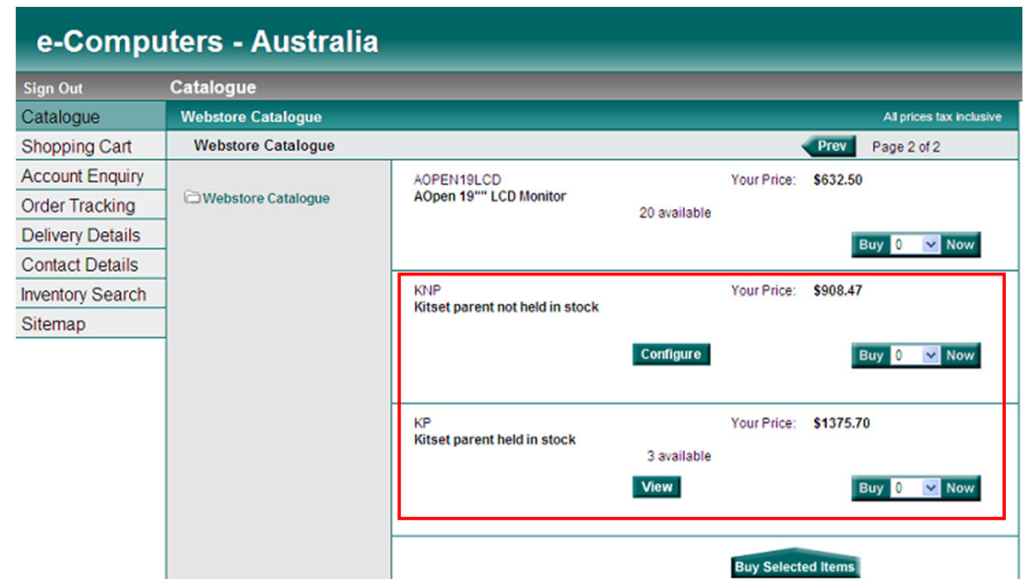 e-Computers - Australia
Sign Out
Catalogue
Catalogue
Shopping Cart
Account Enquiry
Order Tracking
Delivery Details
Contact Details
Inventory Search
Sitemap
Webstore Catalogue
All prices tax inclusive
Webstore Catalogue
Prev
Page 2 of 2
Webstore Catalogue
AOPEN19LCD
Your Price: $632.50
AOpen 19"" LCD Monitor
20 available
Buy 0 Now
KNP
Your Price: $908.47
Kitset parent not held in stock
Configure
Buy 0 Now
KP
Your Price: $1375.70
Kitset parent held in stock
3 available
View
Buy 0 Now
Buy Selected Items